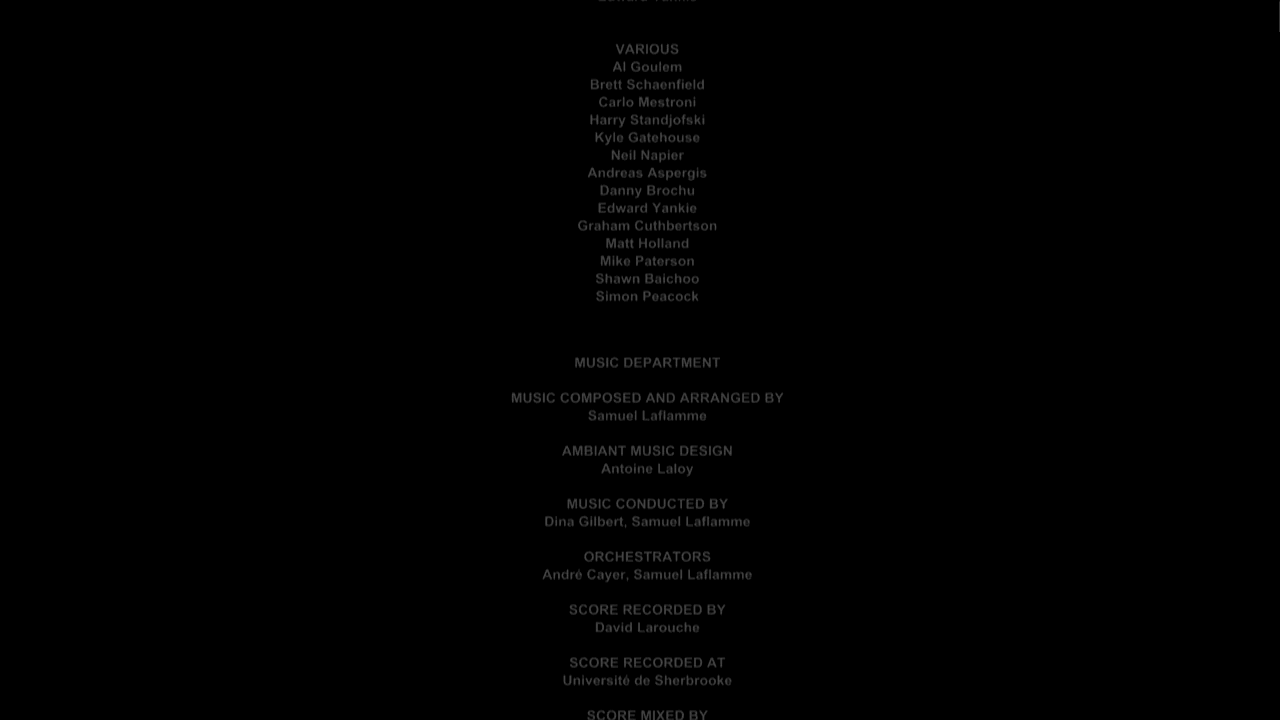 VARIOUS
Al Goulem
Brett Schaenfield
Carlo Mestroni
Harry Standjofski
Kyle Gatehouse
Neil Napier
Andreas Aspergis
Danny Brochu
Edward Yankie
Graham Cuthbertson
Matt Holland
Mike Paterson
Shawn Baichoo
Simon Peacock
MUSIC DEPARTMENT
MUSIC COMPOSED AND ARRANGED BY
Samuel Laflamme
AMBIANT MUSIC DESIGN
Antoine Laloy
MUSIC CONDUCTED BY
Dina Gilbert, Samuel Laflamme
ORCHESTRATORS
André Cayer, Samuel Laflamme
SCORE RECORDED BY
David Larouche
SCORE RECORDED AT
Université de Sherbrooke
SCORE MIXED BY